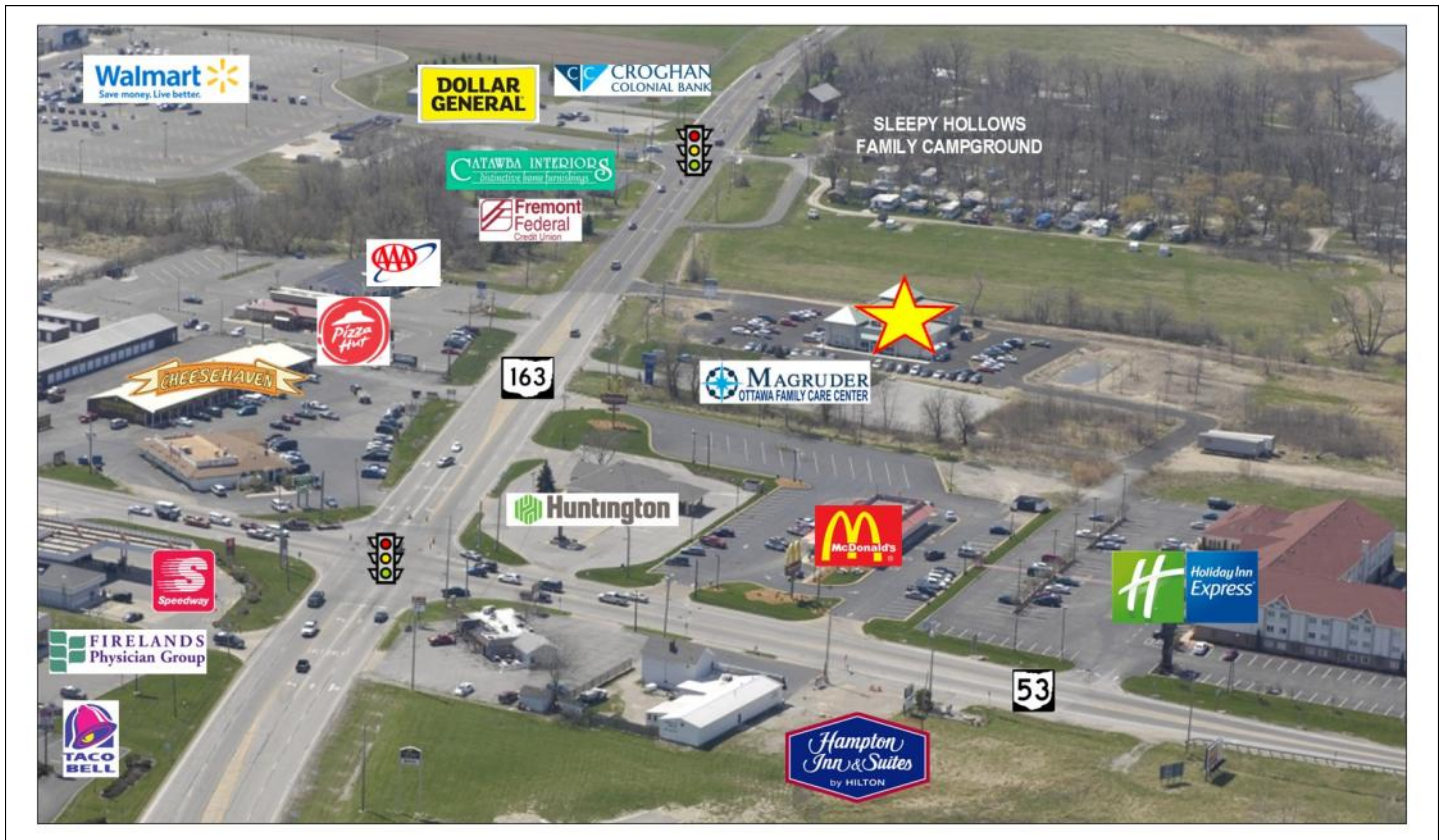 Walmart
Save money. Live better.
DOLLAR
GENERAL
CC CROGHAN
COLONIAL BANK
SLEEPY HOLLOWS
FAMILY CAMPGROUND
CATAWBA INTERIORS
distinctive home furnishings
Fremont
Federal
Credit Union
AAA
Pizza
Hut
CHEESEHAVEN
163
MAGRUDER
OTTAWA FAMILY CARE CENTER
Huntington
McDonald's
H Holiday Inn
Express
S
Speedway
FIRELANDS
Physician Group
53
TACO
BELL
Hampton
Inn & Suites
by HILTON